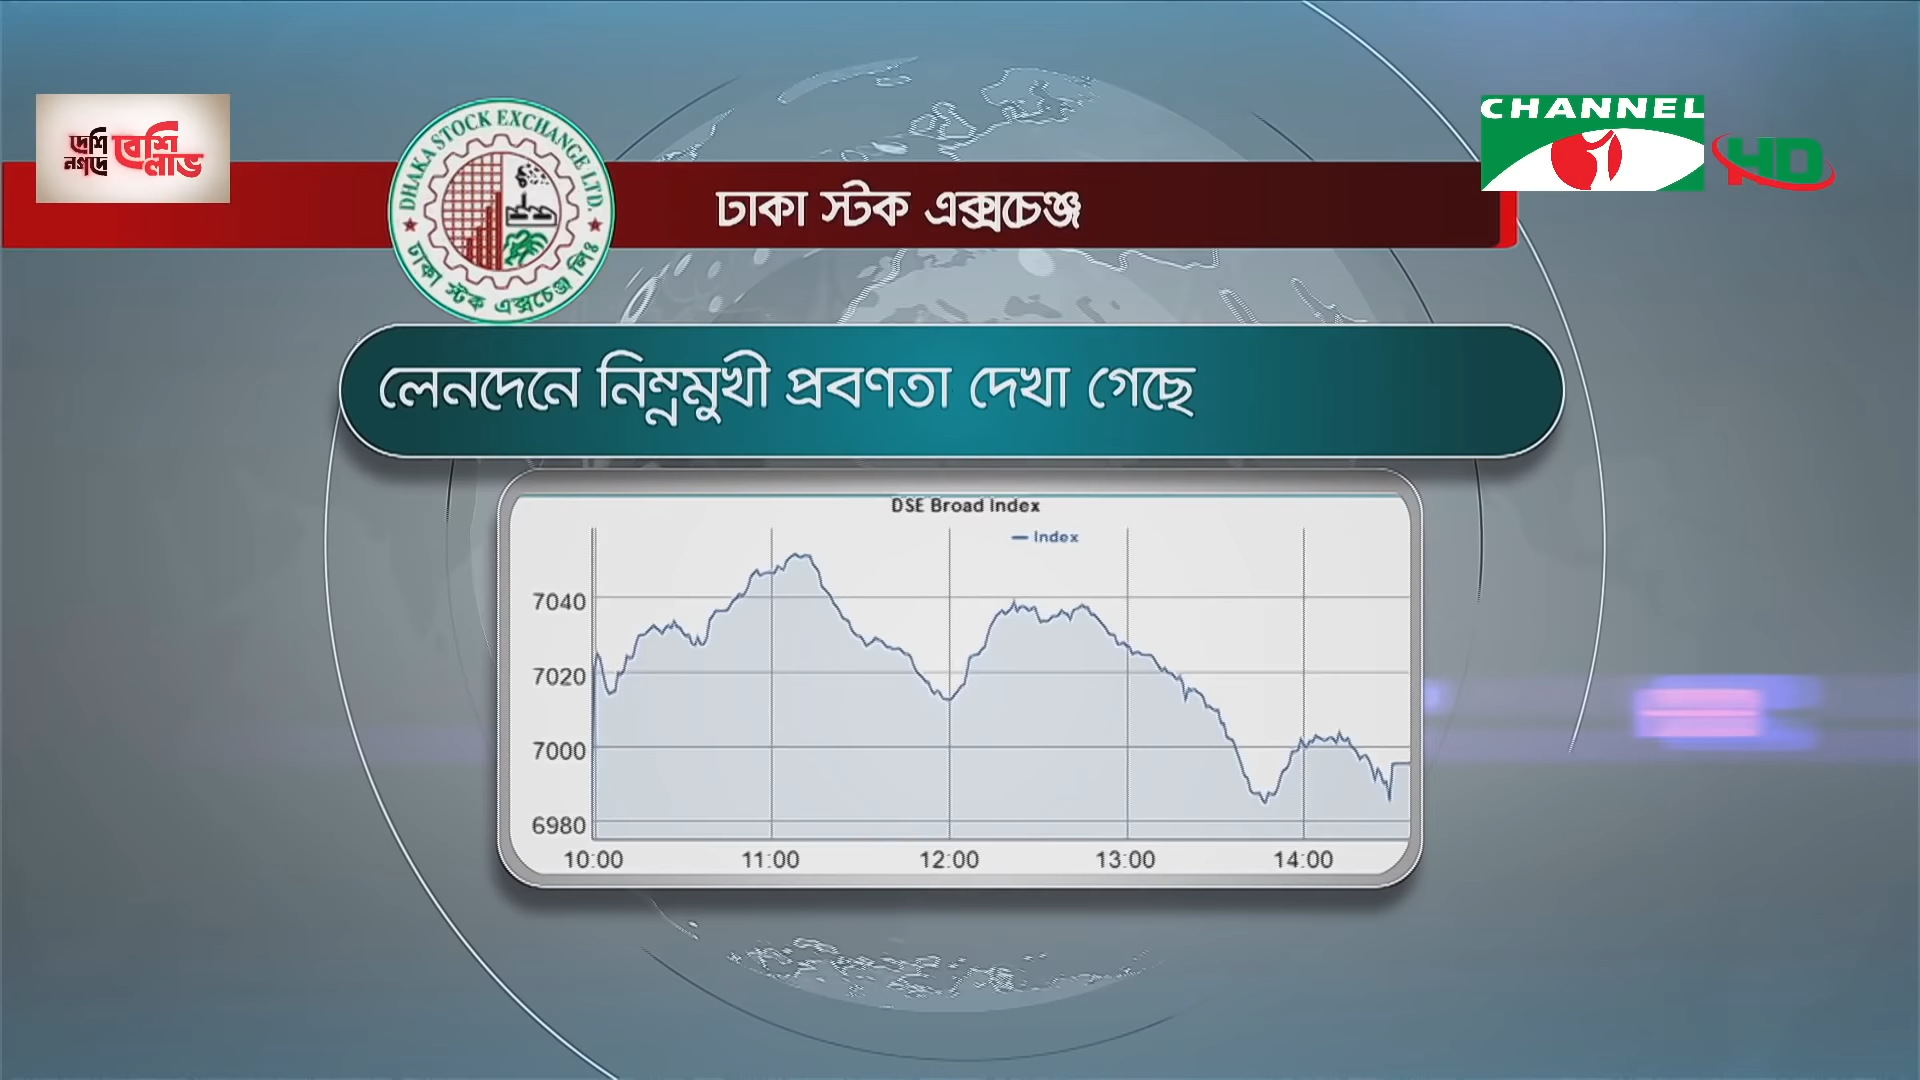 দেশি
নগদে
বেশি
লাভ
DHAKA STOCK EXCHANGE LTD.
ঢাকা স্টক এক্সচেঞ্জ লিঃ
ঢাকা স্টক এক্সচেঞ্জ
CHANNEL
i
HD
লেনদেনে নিম্নমুখী প্রবণতা দেখা গেছে
DSE Broad Index
Index
7040
7020
7000
6980
10:00 11:00 12:00 13:00 14:00